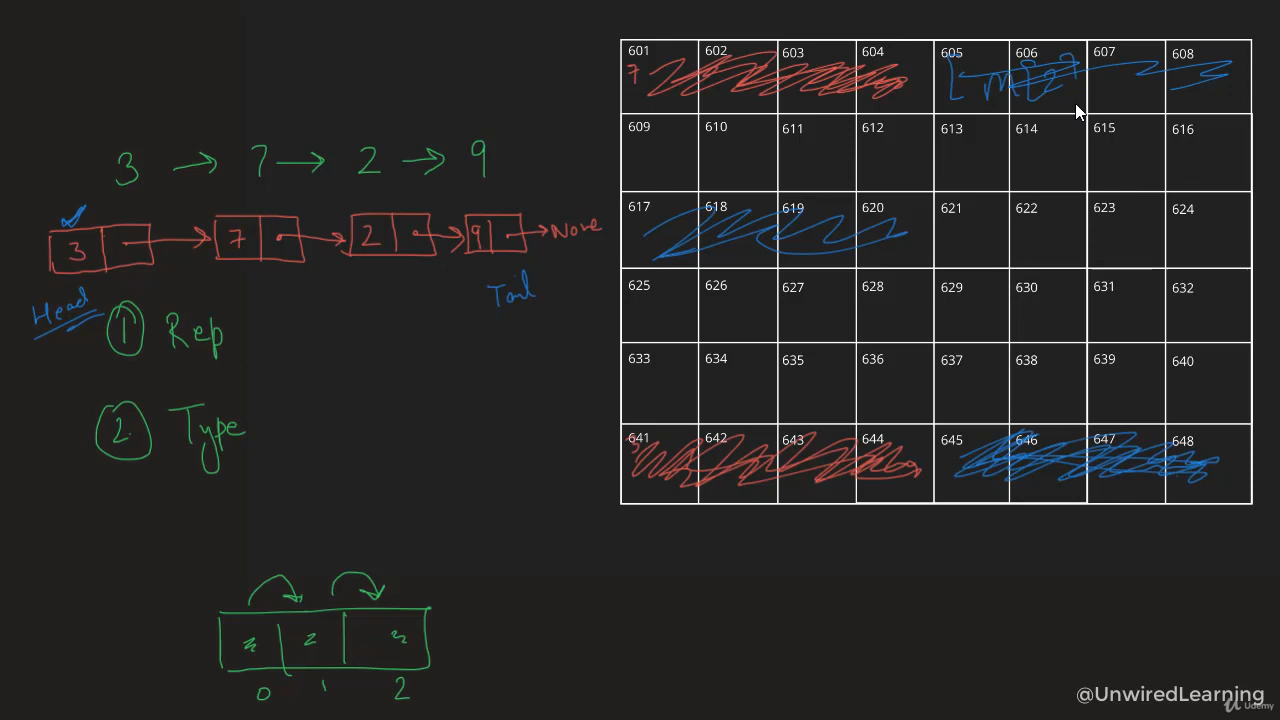 3 → 7 → 2 → 9
3 7 2 9 → None
Head
Tail
1 Rep
2. Type
0 1 2
601 602 603 604 605 606 607 608
7
609 610 611 612 613 614 615 616
617 618 619 620 621 622 623 624
625 626 627 628 629 630 631 632
633 634 635 636 637 638 639 640
641 642 643 644 645 646 647 648
3
@UnwiredLearning
Udemy